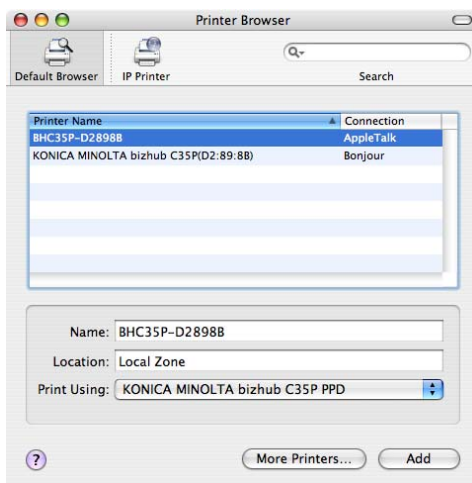 Printer Browser
Default Browser
IP Printer
Search
Printer Name
Connection
BHC35P-D2898B
AppleTalk
KONICA MINOLTA bizhub C35P(D2:89:8B)
Bonjour
Name: BHC35P-D2898B
Location: Local Zone
Print Using: KONICA MINOLTA bizhub C35P PPD
?
More Printers...
Add